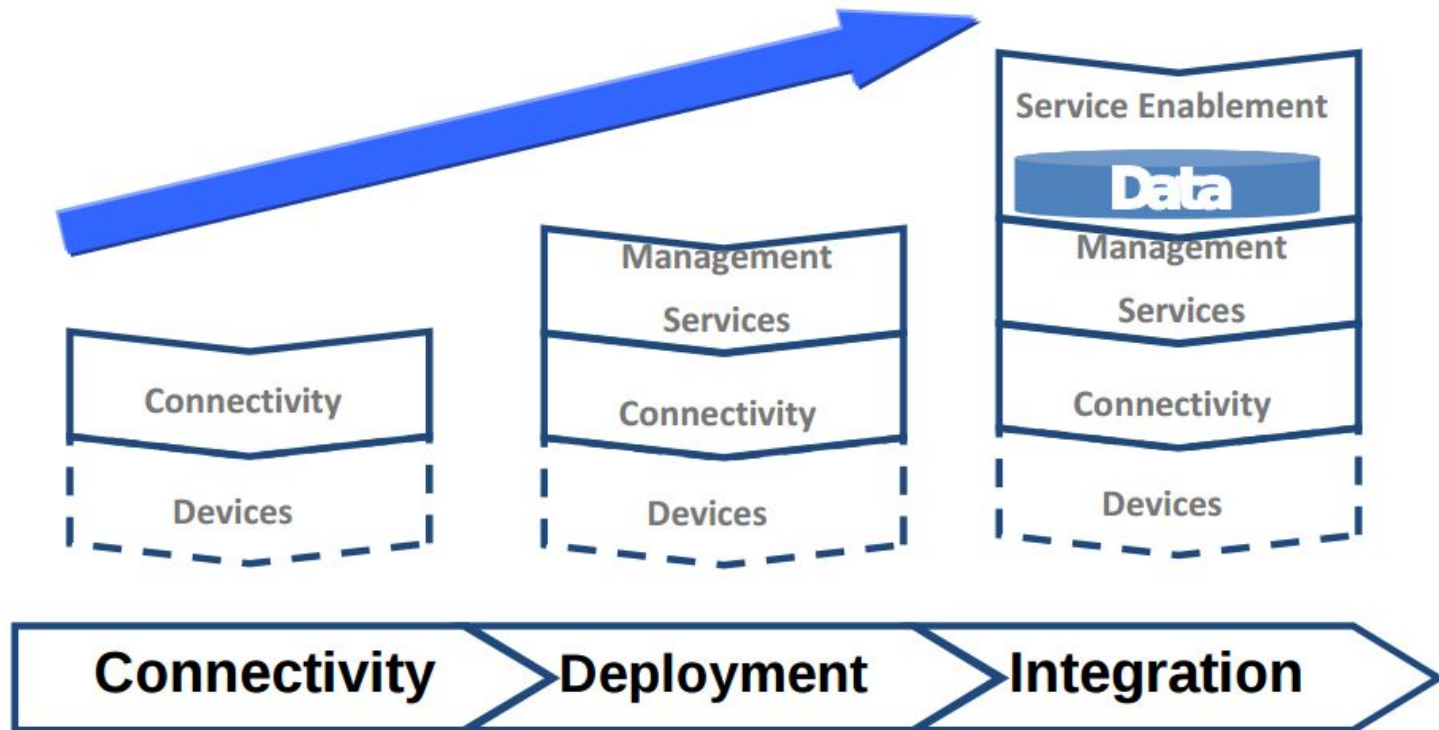 Connectivity
Devices
Management
Services
Connectivity
Devices
Service Enablement
Data
Management
Services
Connectivity
Devices
Connectivity
Deployment
Integration